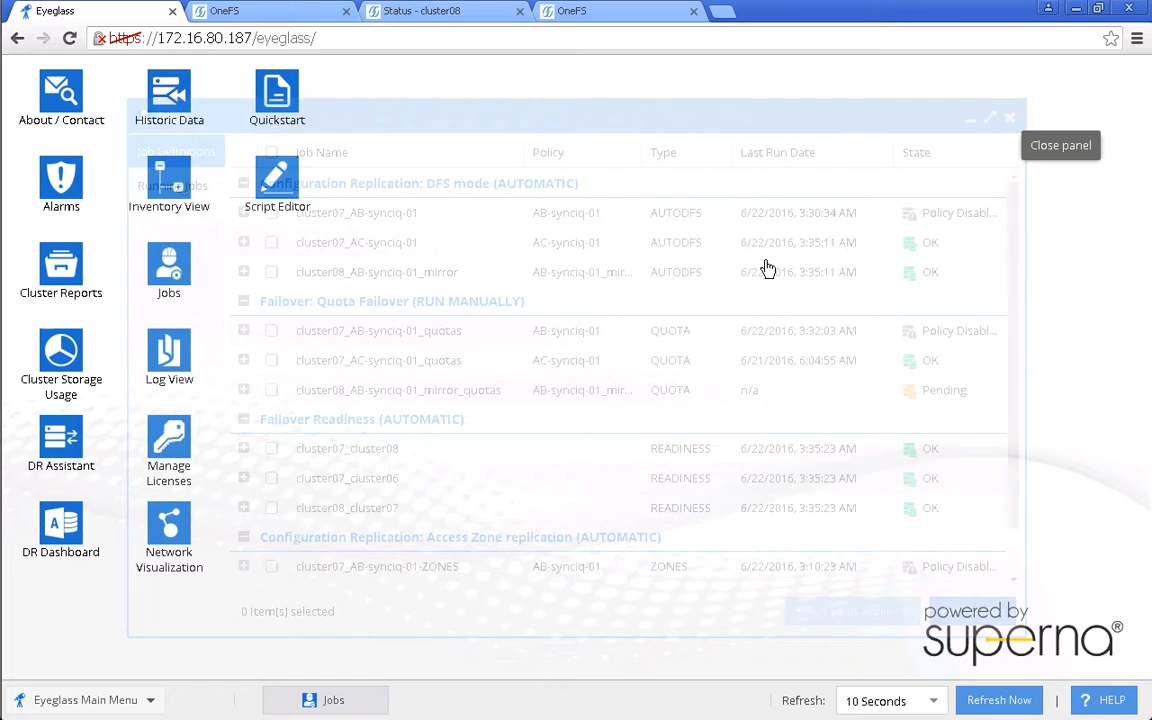 Eyeglass
OneFS
Status - cluster08
OneFS
https://172.16.80.187/eyeglass/
About / Contact
Historic Data
Quickstart
Close panel
Job Definitions
Job Name
Policy
Type
Last Run Date
State
Configuration Replication: DFS mode (AUTOMATIC)
Running Jobs
Alarms
Inventory View
Script Editor
cluster07_AB-synciq-01
AB-synciq-01
AUTODFS
6/22/2016, 3:30:34 AM
Policy Disabl...
cluster07_AC-synciq-01
AC-synciq-01
AUTODFS
6/22/2016, 3:35:11 AM
OK
cluster08_AB-synciq-01_mirror
AB-synciq-01_mir...
AUTODFS
6/22/2016, 3:35:11 AM
OK
Cluster Reports
Jobs
Failover: Quota Failover (RUN MANUALLY)
cluster07_AB-synciq-01_quotas
AB-synciq-01
QUOTA
6/22/2016, 3:32:03 AM
Policy Disabl...
cluster07_AC-synciq-01_quotas
AC-synciq-01
QUOTA
6/21/2016, 6:04:55 AM
OK
Cluster Storage
Usage
Log View
cluster08_AB-synciq-01_mirror_quotas
AB-synciq-01_mir...
QUOTA
n/a
Pending
Failover Readiness (AUTOMATIC)
cluster07_cluster08
READINESS
6/22/2016, 3:35:23 AM
OK
DR Assistant
Manage
Licenses
cluster07_cluster06
READINESS
6/22/2016, 3:35:23 AM
OK
cluster08_cluster07
READINESS
6/22/2016, 3:35:23 AM
OK
Configuration Replication: Access Zone replication (AUTOMATIC)
DR Dashboard
Network
Visualization
cluster07_AB-synciq-01-ZONES
AB-synciq-01
ZONES
6/22/2016, 3:10:23 AM
Policy Disabl...
0 Item(s) selected
powered by
superna®
Eyeglass Main Menu
Jobs
Refresh:
10 Seconds
Refresh Now
|
? HELP